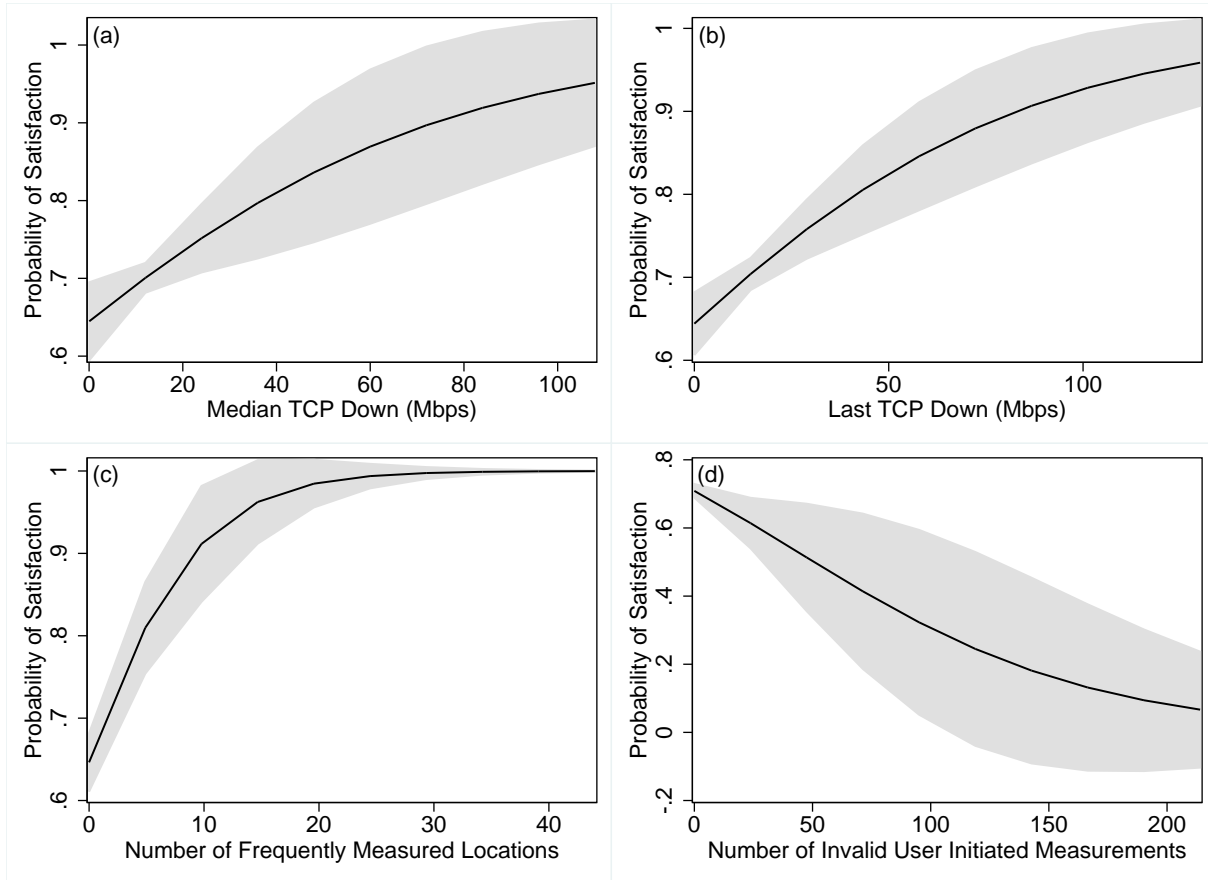 (a)
Probability of Satisfaction
1
.9
.8
.7
.6
0 20 40 60 80 100
Median TCP Down (Mbps)
(b)
Probability of Satisfaction
1
.9
.8
.7
.6
0 50 100
Last TCP Down (Mbps)
(c)
Probability of Satisfaction
1
.9
.8
.7
.6
0 10 20 30 40
Number of Frequently Measured Locations
(d)
Probability of Satisfaction
.8
.6
.4
.2
0
-.2
0 50 100 150 200
Number of Invalid User Initiated Measurements